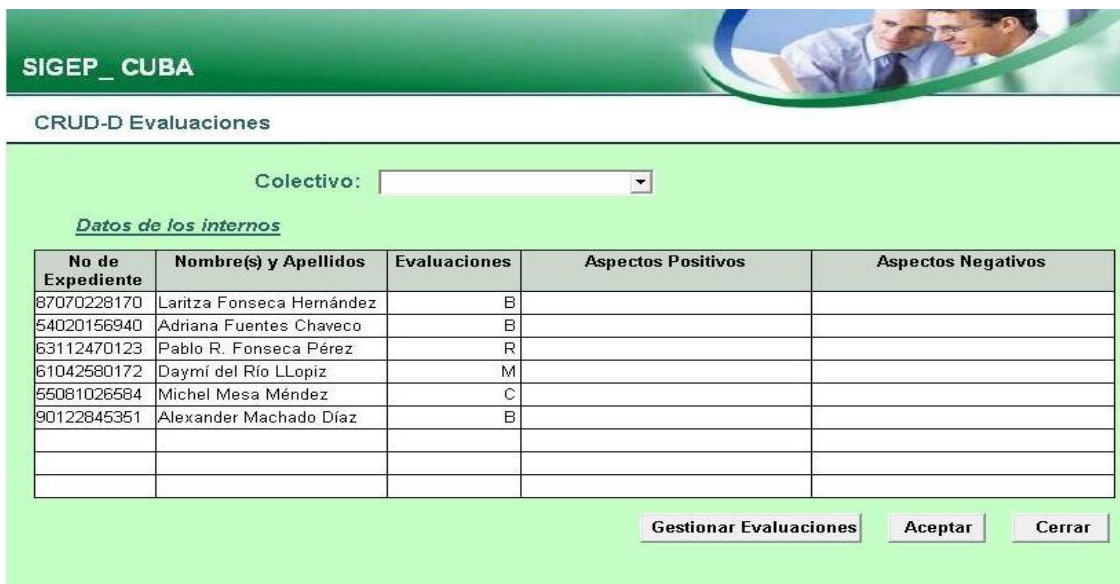 SIGEP_ CUBA
CRUD-D Evaluaciones
Colectivo:
Datos de los internos
No de Expediente Nombre(s) y Apellidos Evaluaciones Aspectos Positivos Aspectos Negativos
87070228170 Laritza Fonseca Hernández B
54020156940 Adriana Fuentes Chaveco B
63112470123 Pablo R. Fonseca Pérez R
61042580172 Daymí del Río LLopiz M
55081026584 Michel Mesa Méndez C
90122845351 Alexander Machado Díaz B
Gestionar Evaluaciones Aceptar Cerrar